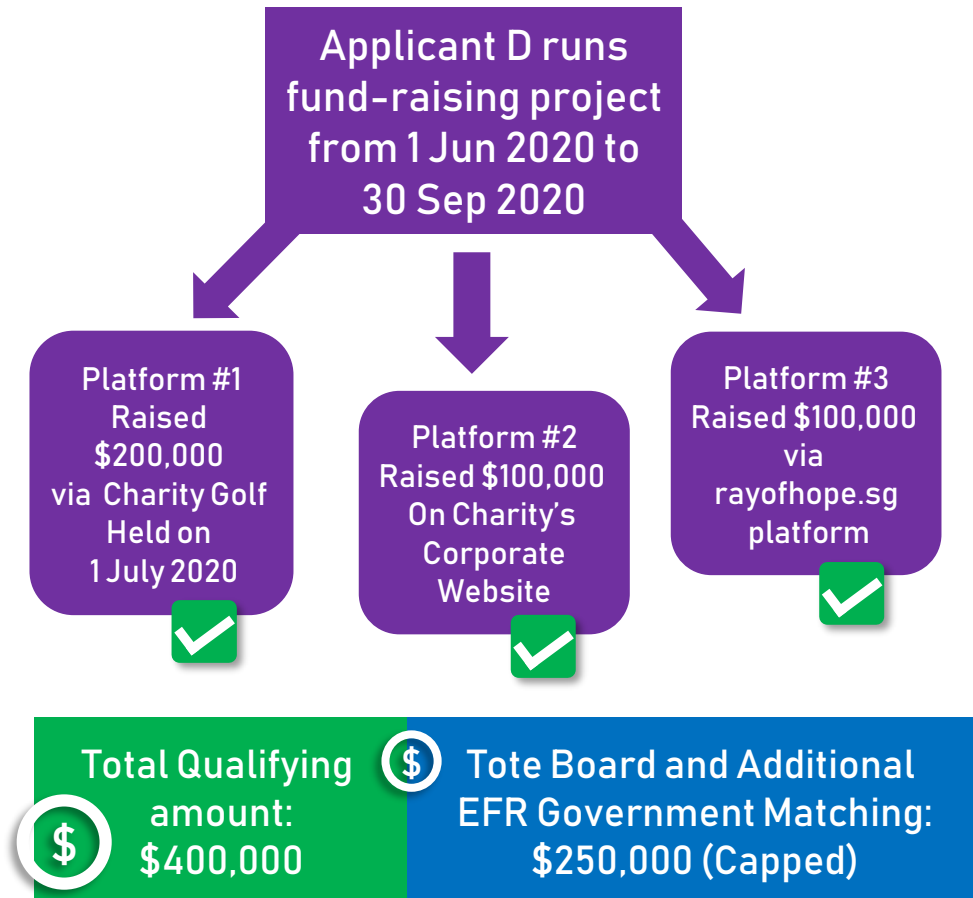 Applicant D runs
fund-raising project
from 1 Jun 2020 to
30 Sep 2020
Platform #1
Raised
$200,000
via Charity Golf
Held on
1 July 2020
Platform #2
Raised $100,000
On Charity's
Corporate
Website
Platform #3
Raised $100,000
via
rayofhope.sg
platform
Total Qualifying
amount:
$400,000
$
$
Tote Board and Additional
EFR Government Matching:
$250,000 (Capped)